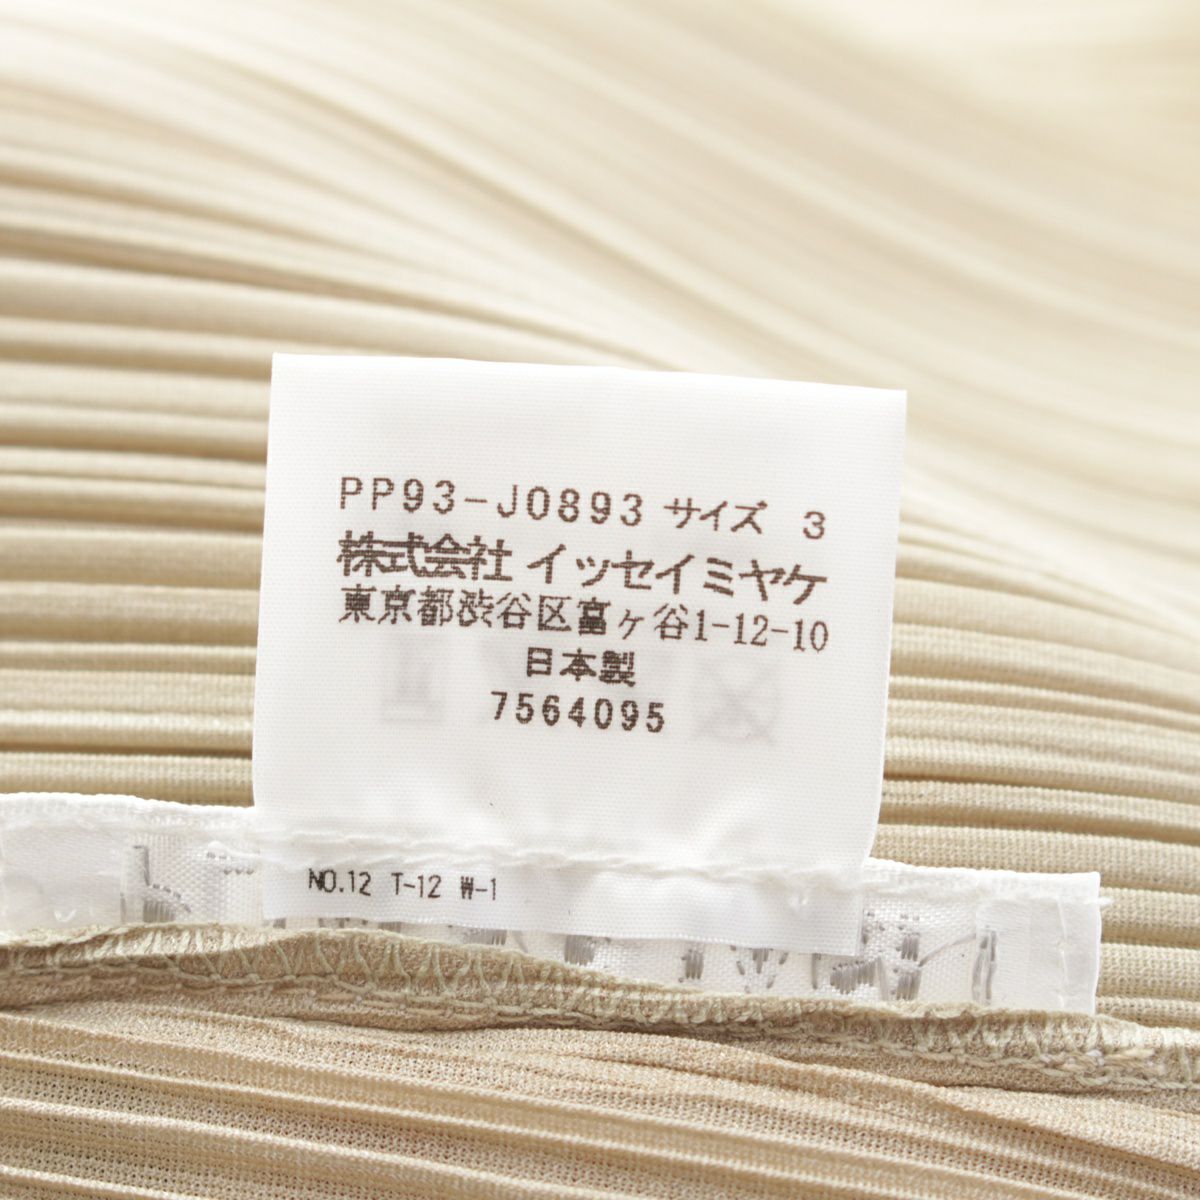 PP93-J0893 サイズ 3
株式会社 イッセイミヤケ
東京都渋谷区富ヶ谷1-12-10
日本製
7564095
NO.12 T-12 W-1